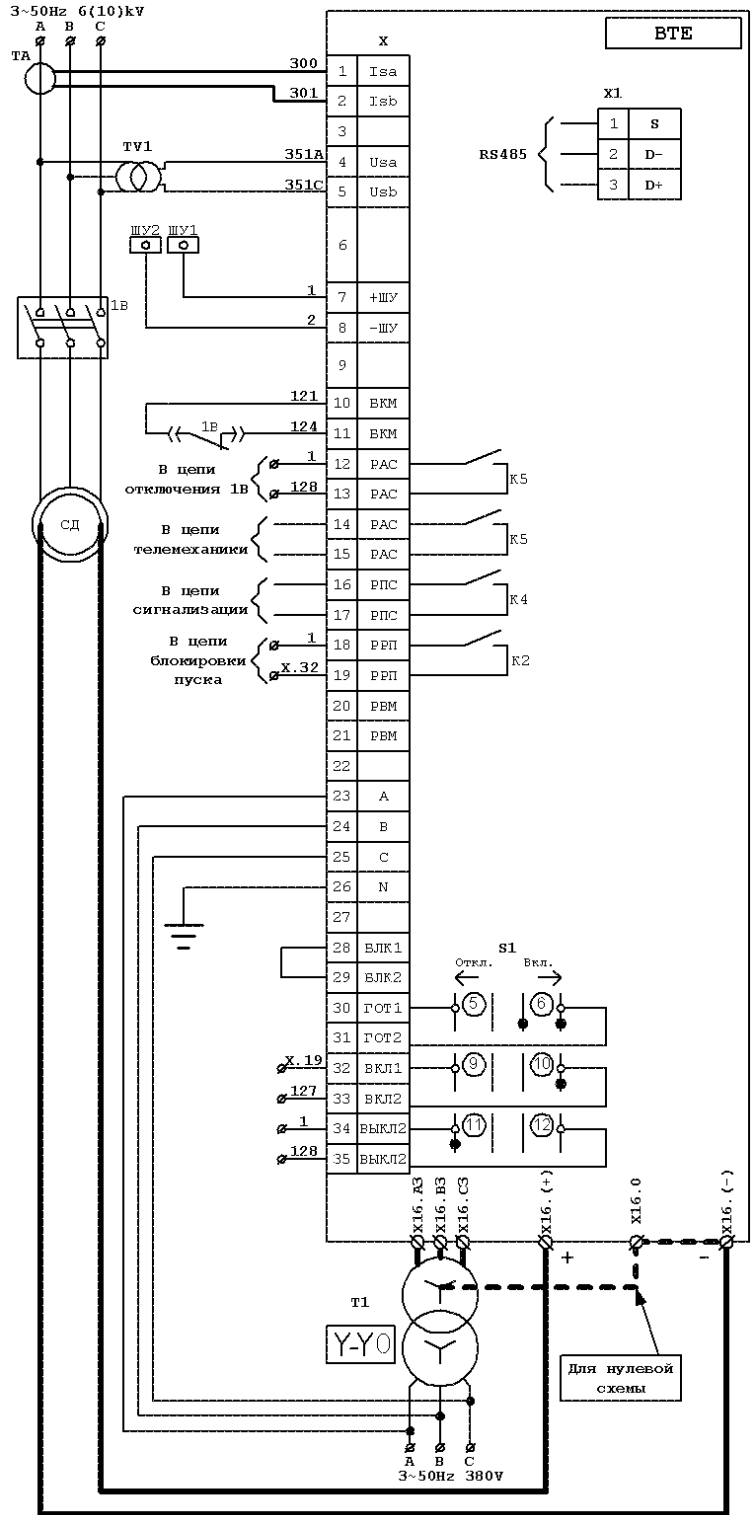 3~50Hz 6(10)kV
A B C
TA
X
BTE
300
1 Isa
301
2 Isb
3
TV1
351A
4 Usa
351C
5 Usb
X1
1 S
RS485
2 D-
3 D+
6
ШУ2 ШУ1
1
7 +ШУ
2
8 -ШУ
1В
9
121
10 ВКМ
1В
124
11 ВКМ
В цепи
отключения 1В
1
12 РАС
128
13 РАС
К5
В цепи
телемеханики
14 РАС
15 РАС
К5
СД
В цепи
сигнализации
16 РПС
17 РПС
К4
В цепи
блокировки
пуска
1
18 РРП
X.32
19 РРП
К2
20 РВМ
21 РВМ
22
23 A
24 B
25 C
26 N
27
28 БЛК1
29 БЛК2
S1
Откл. Вкл.
30 ГОТ1
5 6
31 ГОТ2
X.19
32 ВКЛ1
9 10
127
33 ВКЛ2
1
34 ВЫКЛ2
11 12
128
35 ВЫКЛ2
X16.A3
X16.B3
X16.C3
X16.(+)
X16.0
X16.(-)
+ -
T1
Y-Y0
Для нулевой
схемы
A B C
3~50Hz 380V